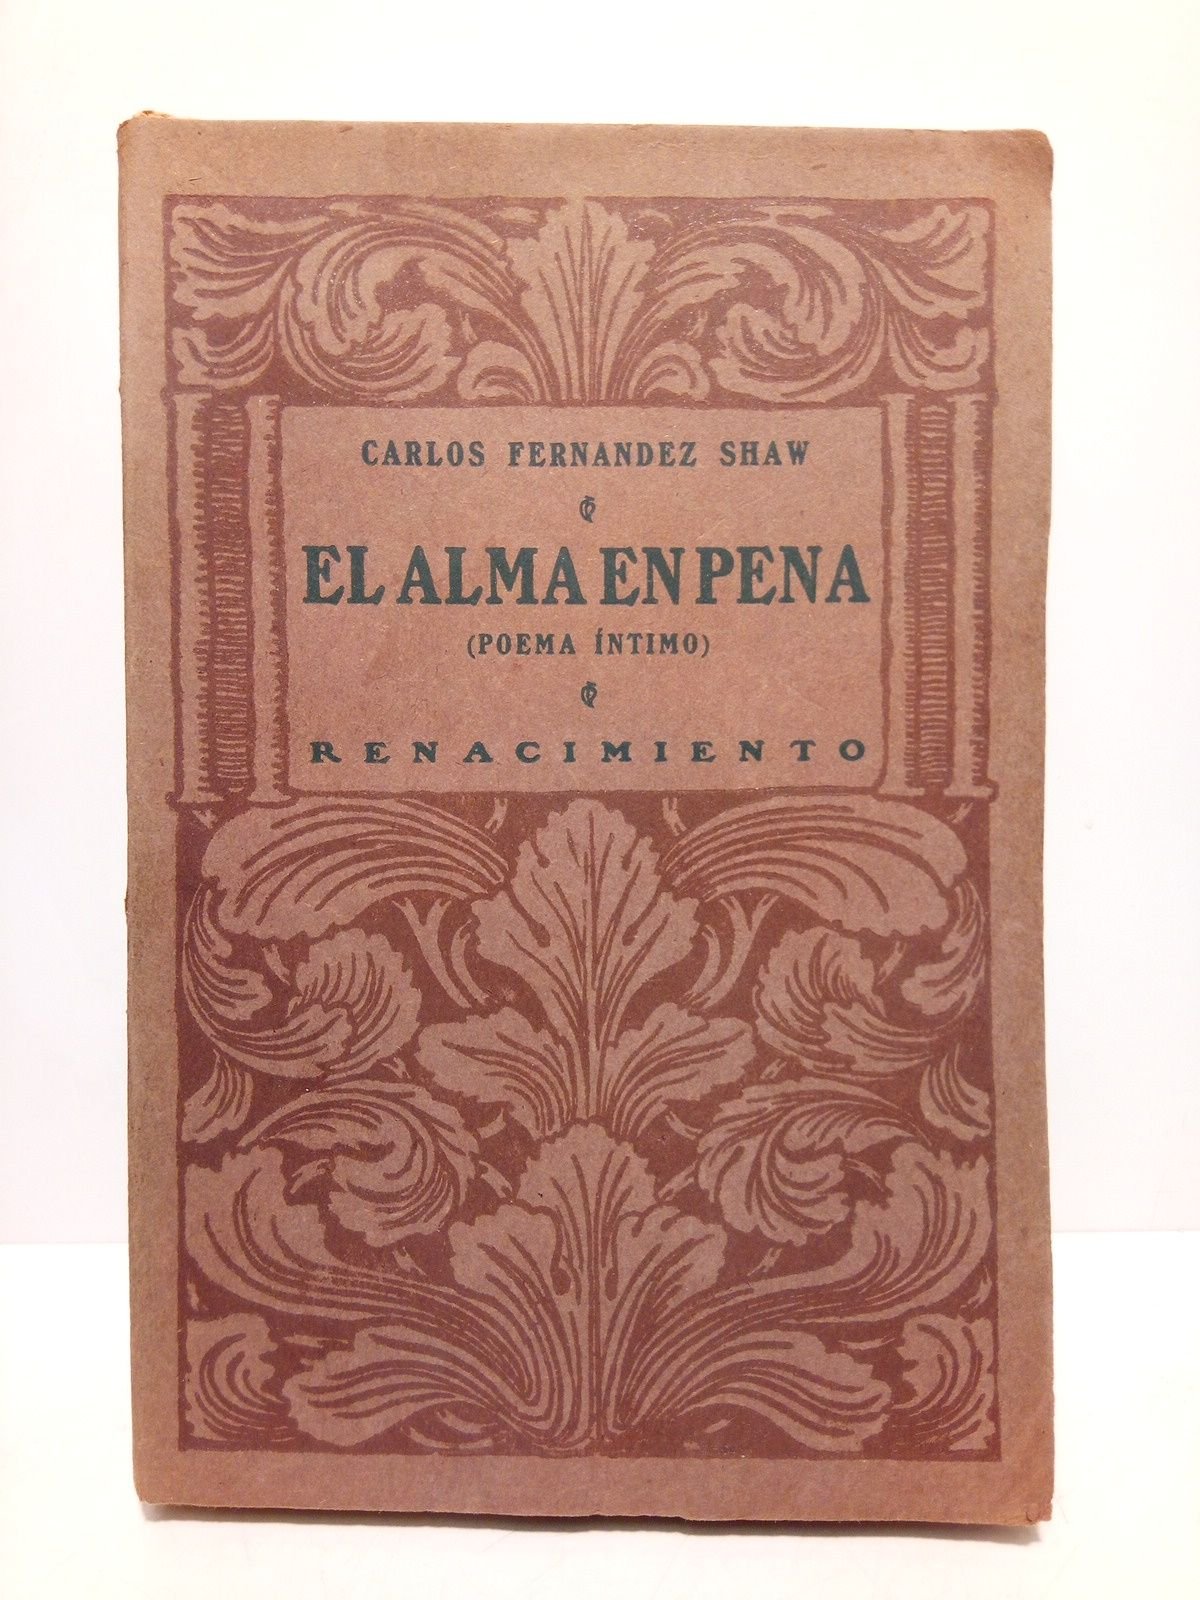 CARLOS FERNANDEZ SHAW
EL ALMA EN PENA
(POEMA ÍNTIMO)
RENACIMIENTO